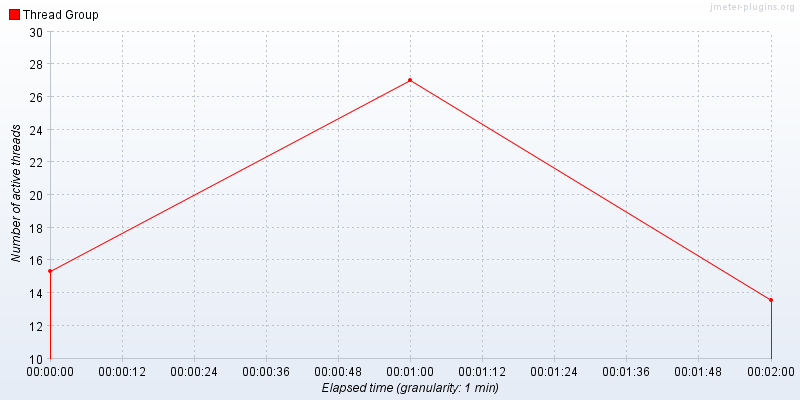 jmeter-plugins.org
Thread Group
30
28
26
24
22
20
18
16
14
12
10
Number of active threads
00:00:00 00:00:12 00:00:24 00:00:36 00:00:48 00:01:00 00:01:12 00:01:24 00:01:36 00:01:48 00:02:00
Elapsed time (granularity: 1 min)